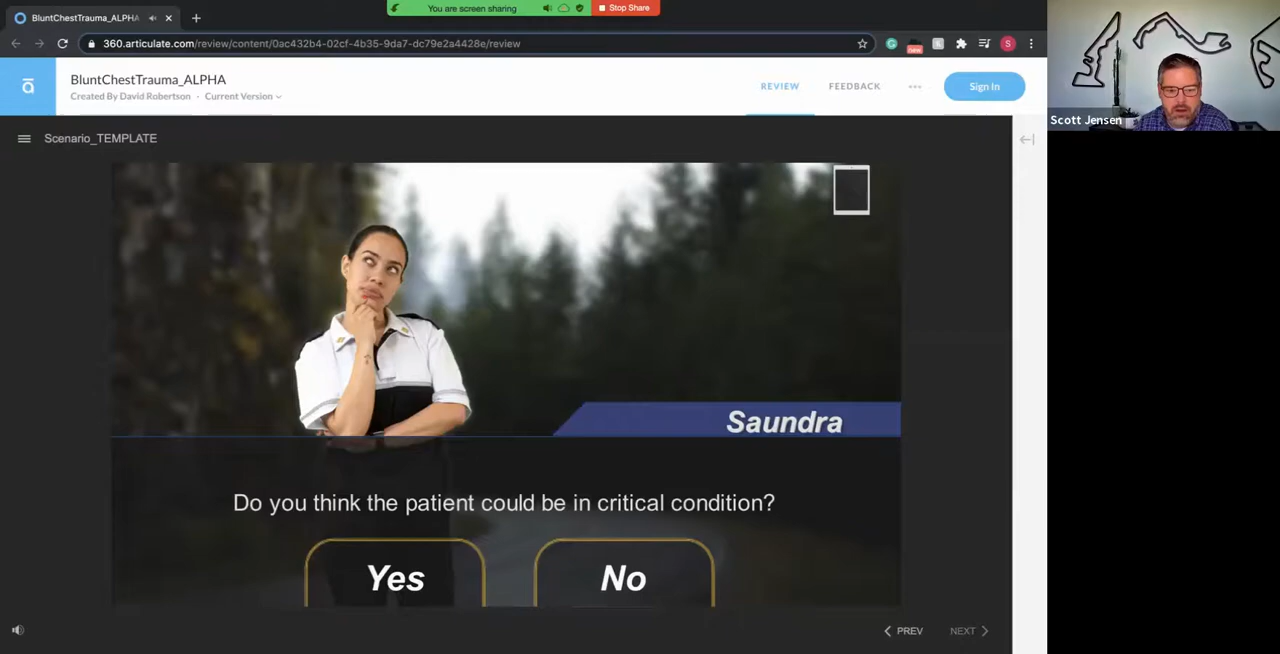 BluntChestTrauma_ALPHA
You are screen sharing
Stop Share
360.articulate.com/review/content/0ac432b4-02cf-4b35-9da7-dc79e2a4428e/review
new
S
ā
BluntChestTrauma_ALPHA
Created By David Robertson · Current Version
REVIEW
FEEDBACK
Sign In
Scott Jensen
Scenario_TEMPLATE
Saundra
Do you think the patient could be in critical condition?
Yes
No
PREV
NEXT